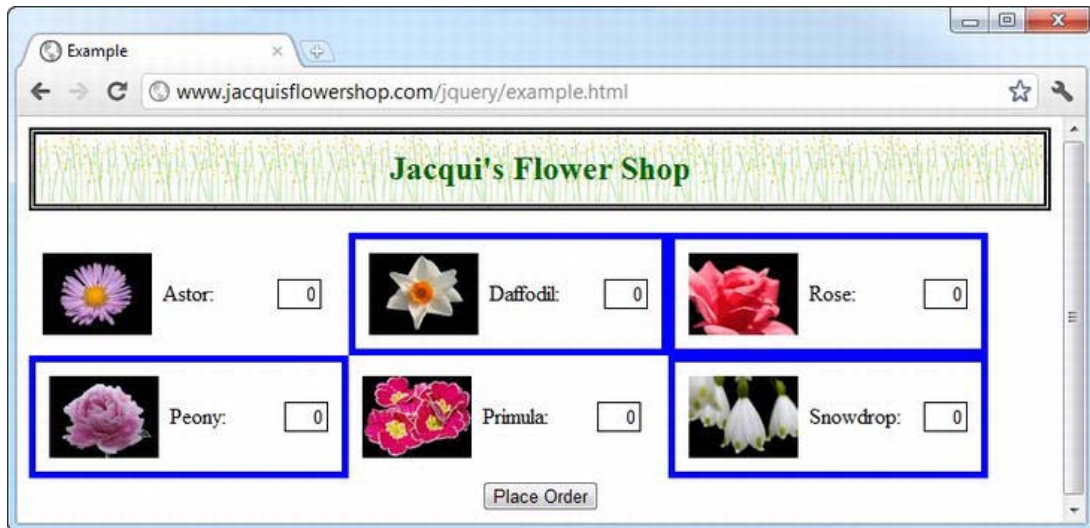 Example
www.jacquisflowershop.com/jquery/example.html
Jacqui's Flower Shop
Astor: 0 Daffodil: 0 Rose: 0
Peony: 0 Primula: 0 Snowdrop: 0
Place Order